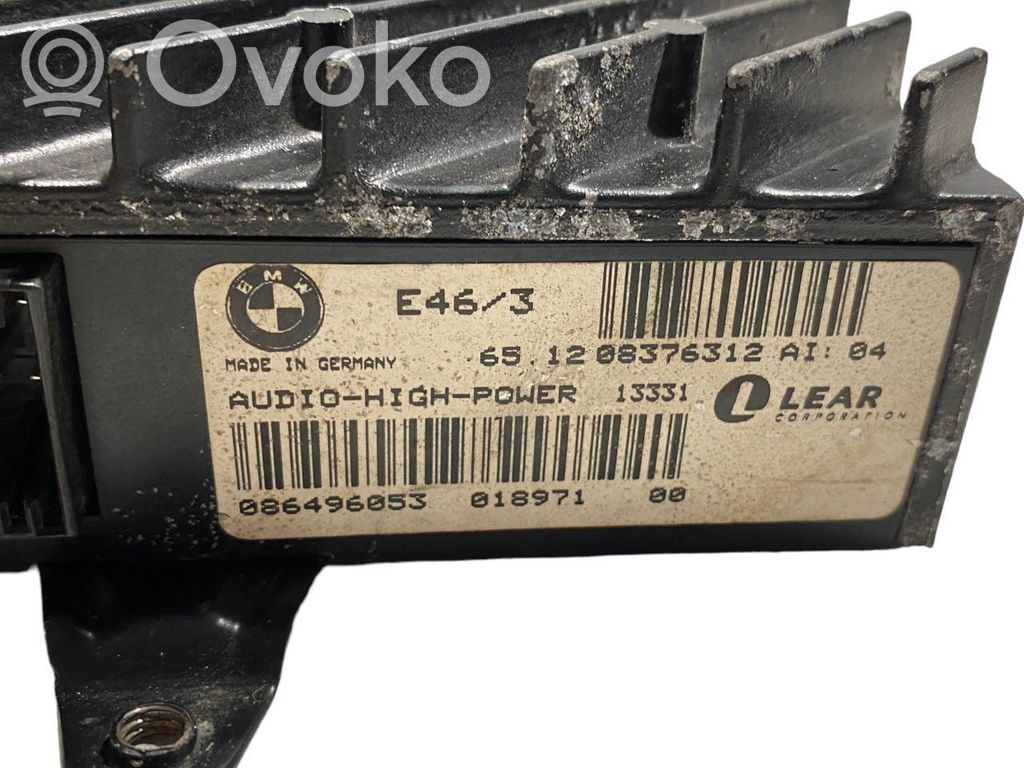 Ovoko
BMW
E46/3
MADE IN GERMANY
65.12 08376312 AI: 04
AUDIO-HIGH-POWER 13331
LEAR
CORPORATION
086496053 018971 00